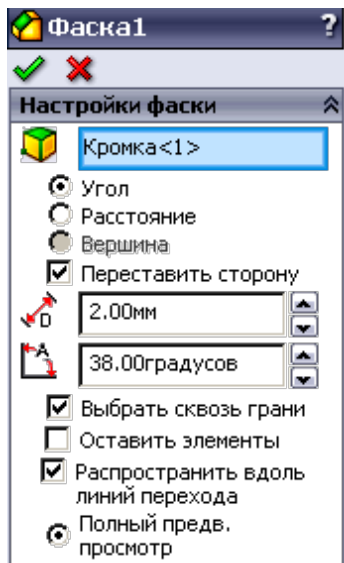 Фаска1 ?
Настройки фаски
Кромка<1>
Угол
Расстояние
Вершина
Переставить сторону
D
2.00мм
A
38.00градусов
Выбрать сквозь грани
Оставить элементы
Распространить вдоль
линий перехода
Полный предв.
просмотр